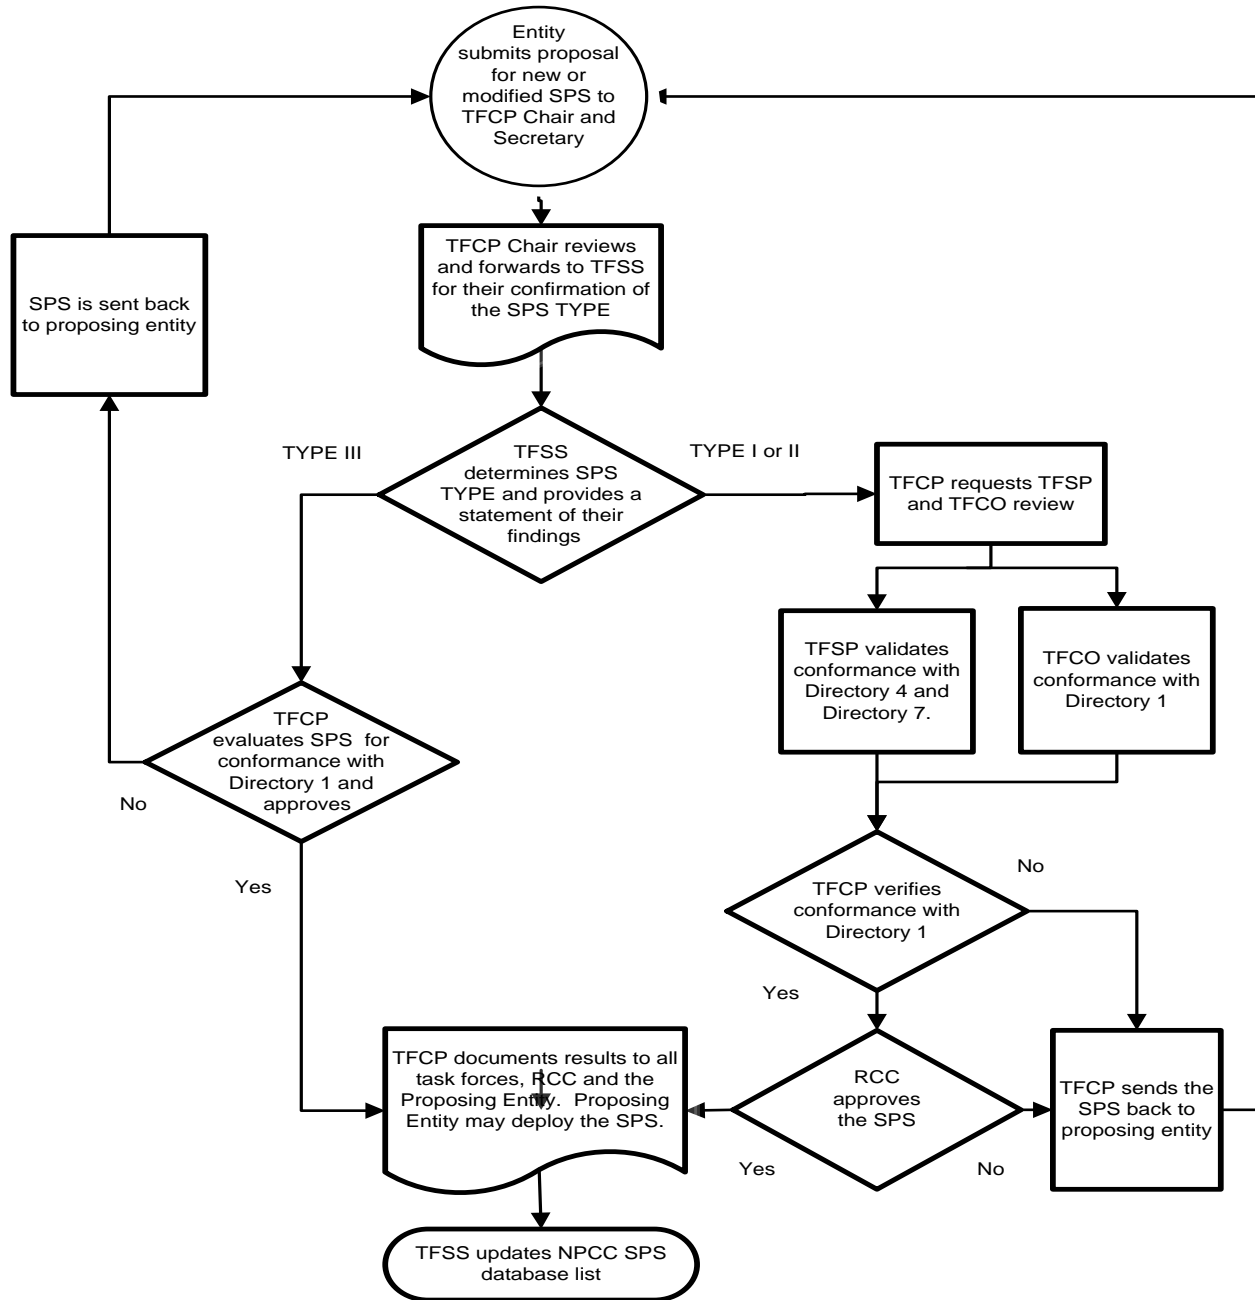 Entity
submits proposal
for new or
modified SPS to
TFCP Chair and
Secretary
TFCP Chair reviews
and forwards to TFSS
for their confirmation of
the SPS TYPE
SPS is sent back
to proposing entity
TYPE III
TFSS
determines SPS
TYPE and provides a
statement of their
findings
TYPE I or II
TFCP requests TFSP
and TFCO review
TFSP validates
conformance with
Directory 4 and
Directory 7.
TFCO validates
conformance with
Directory 1
TFCP
evaluates SPS for
conformance with
Directory 1 and
approves
No
Yes
TFCP verifies
conformance with
Directory 1
No
Yes
TFCP documents results to all
task forces, RCC and the
Proposing Entity. Proposing
Entity may deploy the SPS.
RCC
approves
the SPS
Yes
No
TFCP sends the
SPS back to
proposing entity
TFSS updates NPCC SPS
database list